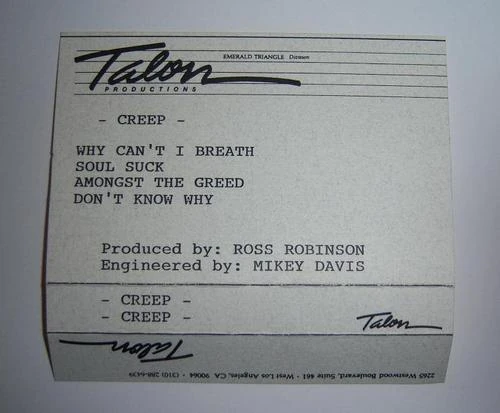 Talon
PRODUCTIONS
EMERALD TRIANGLE Division
- CREEP -
WHY CAN'T I BREATH
SOUL SUCK
AMONGST THE GREED
DON'T KNOW WHY
Produced by: ROSS ROBINSON
Engineered by: MIKEY DAVIS
- CREEP -
- CREEP -
Talon
Talon
2265 Westwood Boulevard, Suite 461 · West Los Angeles, CA 90064 · (310) 288-6439